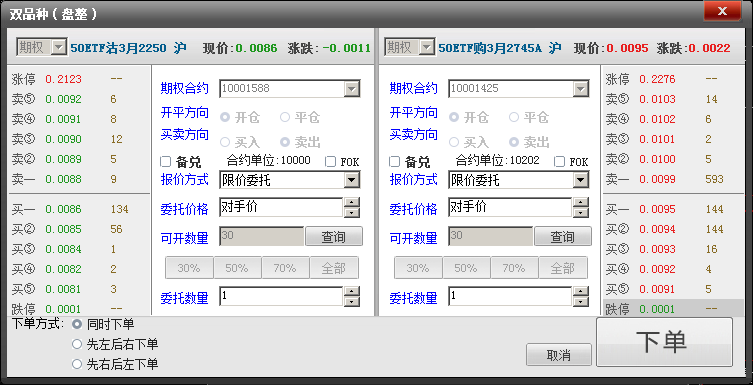 双品种（盘整）
期权 50ETF沽3月2250 沪 现价:0.0086 涨跌:-0.0011
涨停 0.2123 --
卖⑤ 0.0092 6
卖④ 0.0091 8
卖③ 0.0090 12
卖② 0.0089 5
卖一 0.0088 9
买一 0.0086 134
买② 0.0085 56
买③ 0.0084 1
买④ 0.0082 2
买⑤ 0.0081 3
跌停 0.0001 --
期权合约 10001588
开平方向 开仓 平仓
买卖方向 买入 卖出
备兑 合约单位:10000 FOK
报价方式 限价委托
委托价格 对手价
可开数量 30 查询
30% 50% 70% 全部
委托数量 1
期权 50ETF购3月2745A 沪 现价:0.0095 涨跌:0.0022
期权合约 10001425
开平方向 开仓 平仓
买卖方向 买入 卖出
备兑 合约单位:10202 FOK
报价方式 限价委托
委托价格 对手价
可开数量 30 查询
30% 50% 70% 全部
委托数量 1
涨停 0.2276 --
卖⑤ 0.0103 14
卖④ 0.0102 6
卖③ 0.0101 2
卖② 0.0100 5
卖一 0.0099 593
买一 0.0095 144
买② 0.0094 144
买③ 0.0093 16
买④ 0.0092 4
买⑤ 0.0091 5
跌停 0.0001 --
下单方式: 同时下单
先左后右下单
先右后左下单
取消
下单